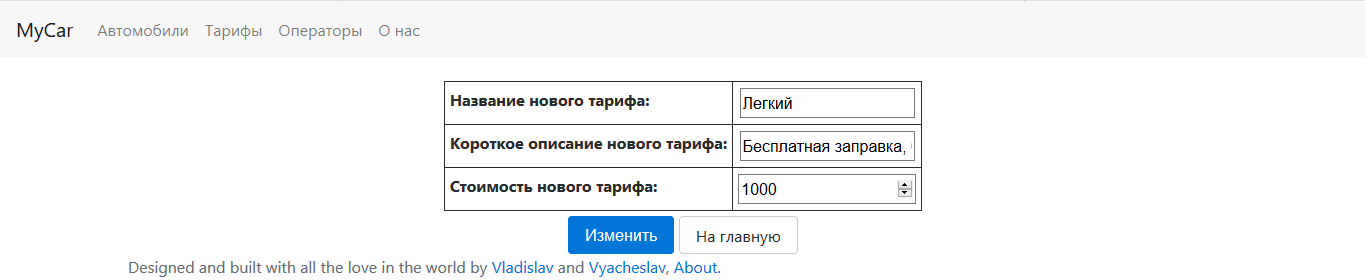 MyCar Автомобили Тарифы Операторы О нас
Название нового тарифа: Легкий
Короткое описание нового тарифа: Бесплатная заправка,
Стоимость нового тарифа: 1000
Изменить На главную
Designed and built with all the love in the world by Vladislav and Vyacheslav, About.